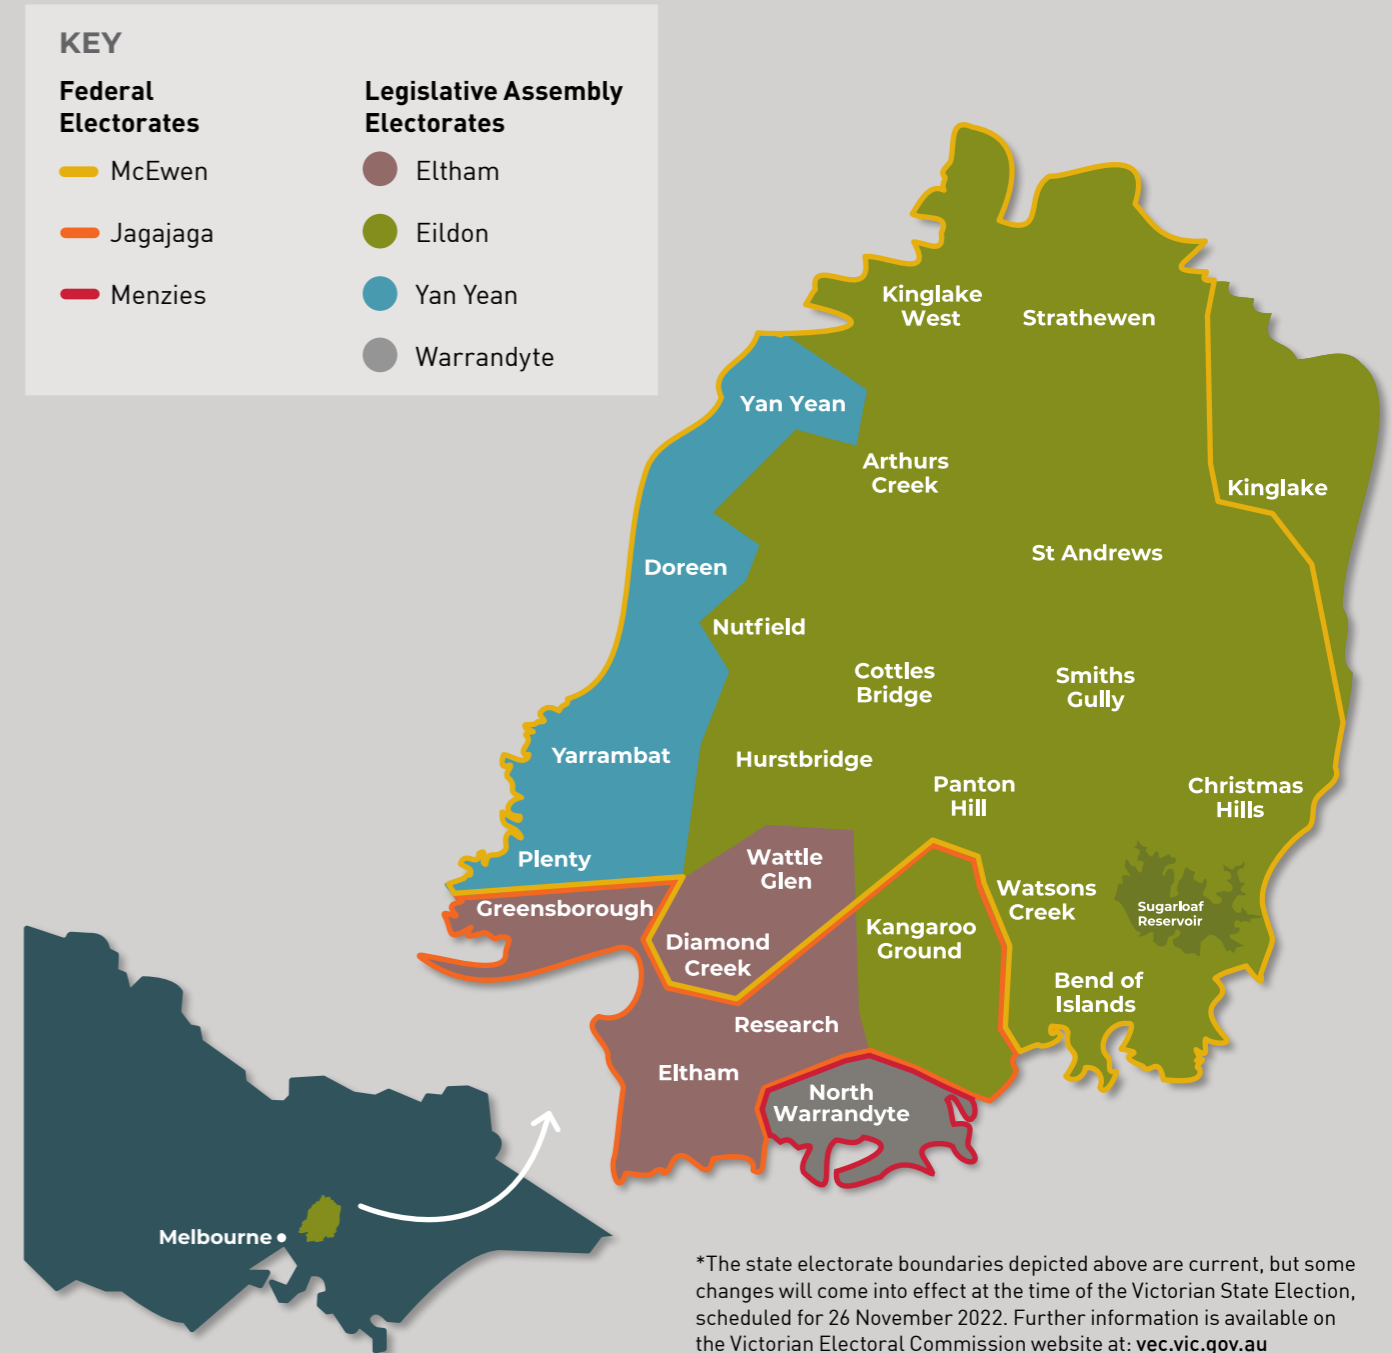 KEY
Federal
Electorates
McEwen
Jagajaga
Menzies
Legislative Assembly
Electorates
Eltham
Eildon
Yan Yean
Warrandyte
Kinglake
West
Strathewen
Yan Yean
Arthurs
Creek
Kinglake
St Andrews
Doreen
Nutfield
Cottles
Bridge
Smiths
Gully
Yarrambat
Hurstbridge
Panton
Hill
Christmas
Hills
Plenty
Wattle
Glen
Watsons
Creek
Sugarloaf
Reservoir
Greensborough
Diamond
Creek
Kangaroo
Ground
Bend of
Islands
Research
Eltham
North
Warrandyte
Melbourne
*The state electorate boundaries depicted above are current, but some
changes will come into effect at the time of the Victorian State Election,
scheduled for 26 November 2022. Further information is available on
the Victorian Electoral Commission website at: vec.vic.gov.au